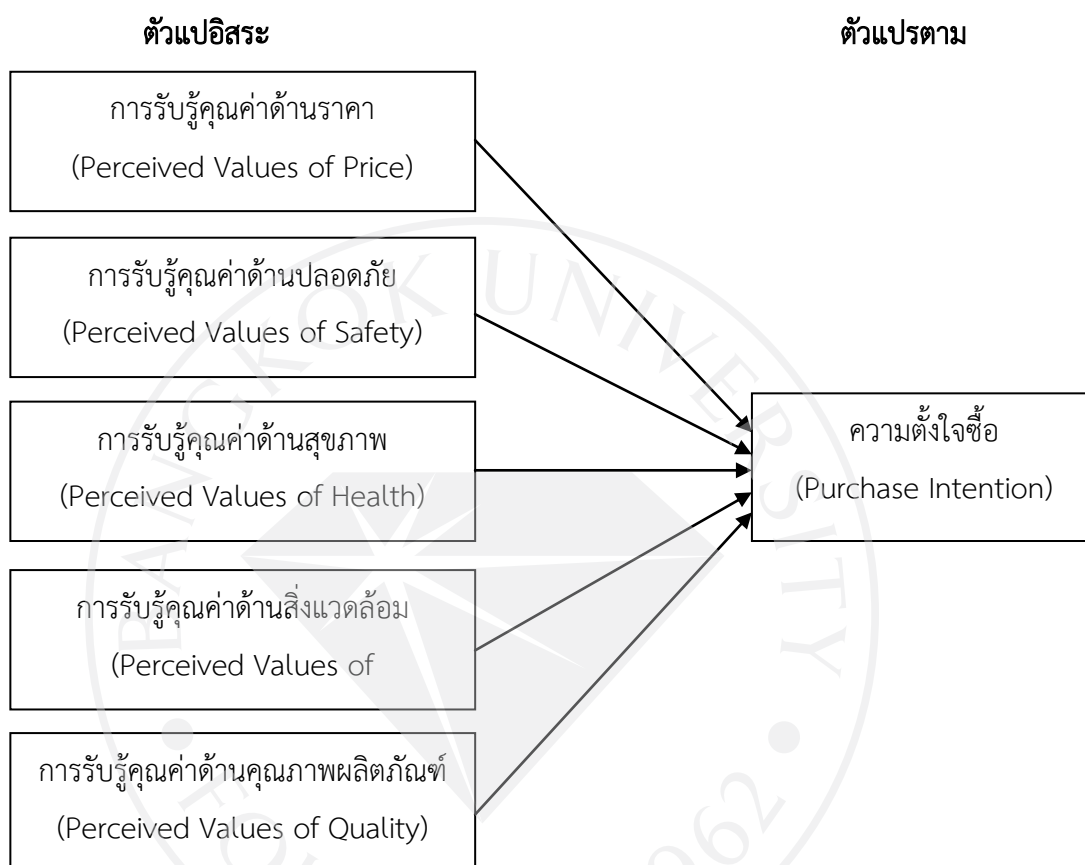 ตัวแปอิสระ
ตัวแปรตาม
การรับรู้คุณค่าด้านราคา
(Perceived Values of Price)
การรับรู้คุณค่าด้านปลอดภัย
(Perceived Values of Safety)
การรับรู้คุณค่าด้านสุขภาพ
(Perceived Values of Health)
การรับรู้คุณค่าด้านสิ่งแวดล้อม
(Perceived Values of
การรับรู้คุณค่าด้านคุณภาพผลิตภัณฑ์
(Perceived Values of Quality)
ความตั้งใจซื้อ
(Purchase Intention)
BANGKOK UNIVERSITY